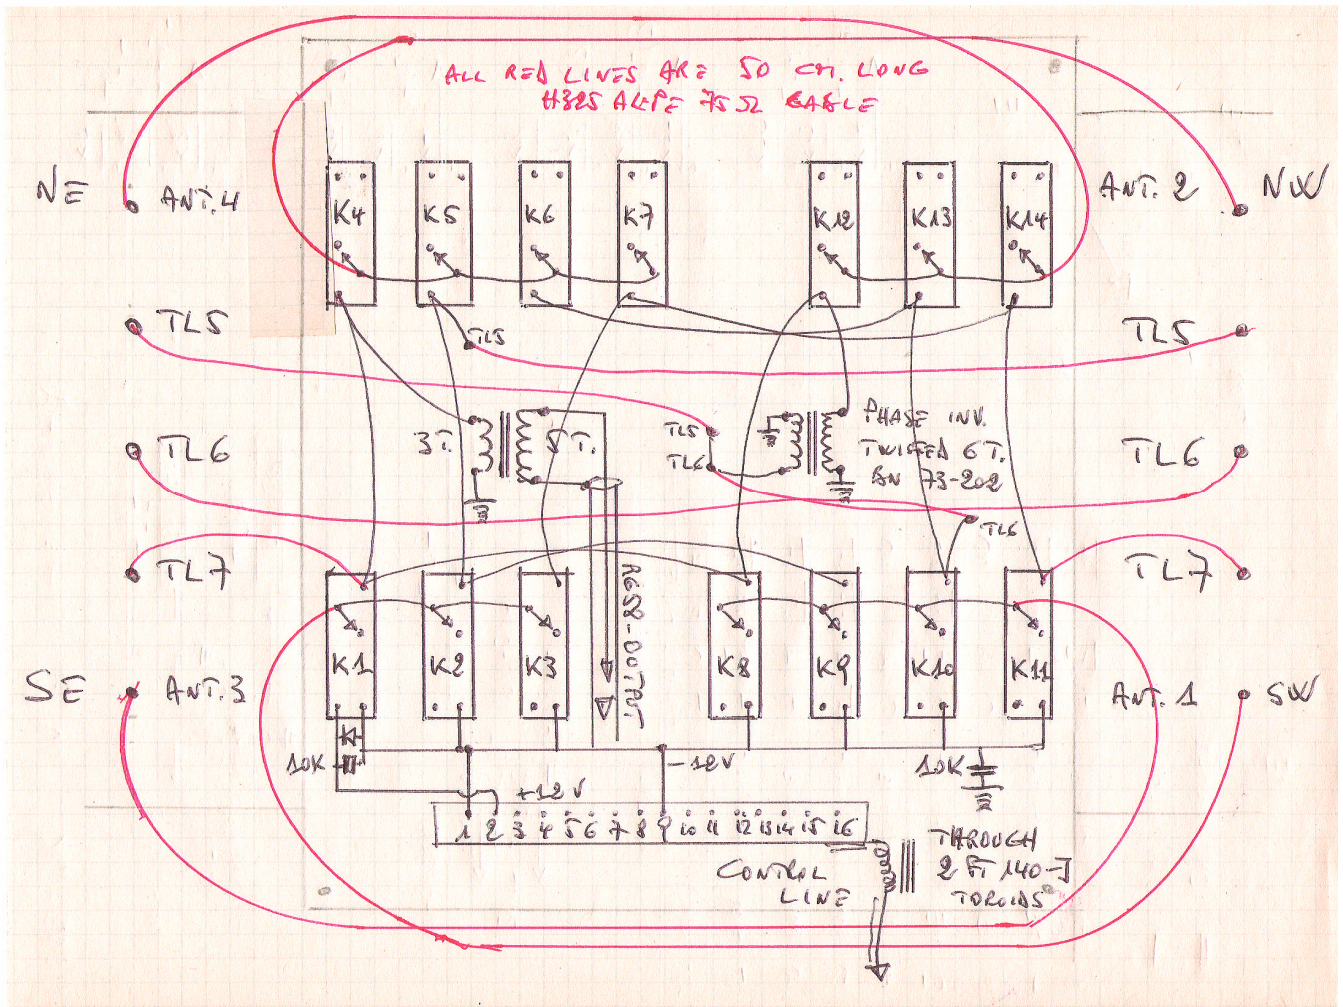 ALL RED LINES ARE 50 CM. LONG
H325 ALPE 75 Ω CABLE
NE
ANT.4
K4
K5
K6
K7
K12
K13
K14
ANT. 2
NW
TL5
TL5
TL5
TL6
3T.
5T.
TL5
TL6
PHASE INV.
TWISTED 6T.
BN 73-202
TL6
TL6
TL7
TL7
SE
ANT.3
K1
K2
K3
RG58-OUTPUT
K8
K9
K10
K11
ANT. 1
SW
10K
+12V
-12V
10K
1 2 3 4 5 6 7 8 9 10 11 12 13 14 15 16
CONTROL
LINE
THROUGH
2 FT 140-J
TOROIDS